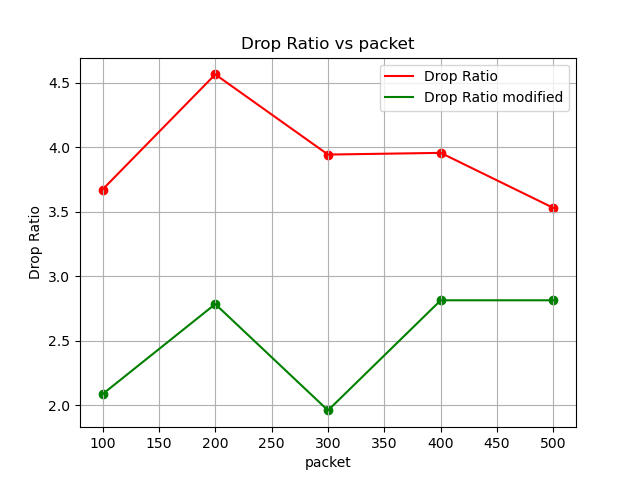 Drop Ratio vs packet
Drop Ratio
Drop Ratio modified
4.5
4.0
3.5
3.0
2.5
2.0
Drop Ratio
100 150 200 250 300 350 400 450 500
packet